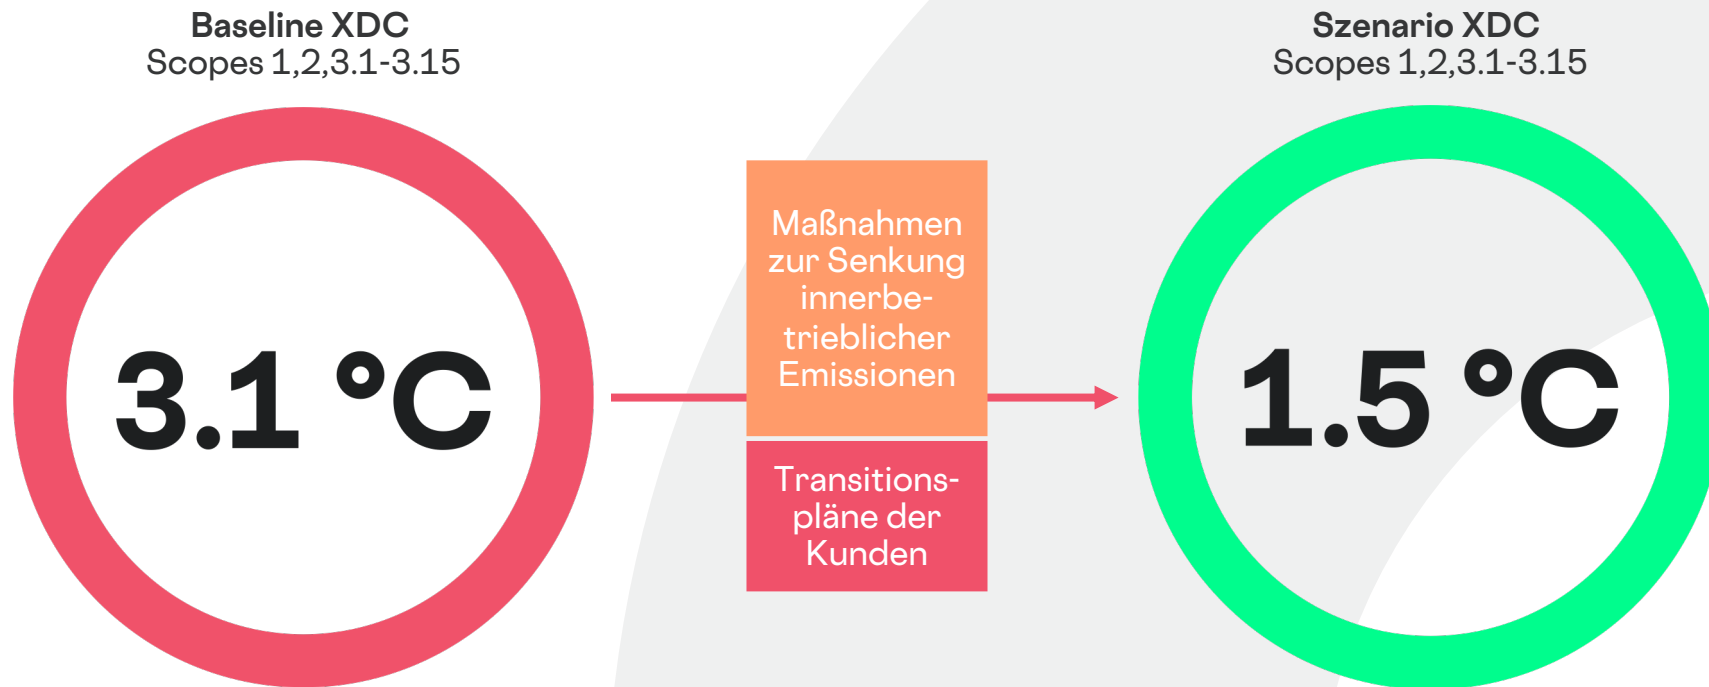 Baseline XDC
Scopes 1,2,3.1-3.15
3.1 °C
Maßnahmen
zur Senkung
innerbe-
trieblicher
Emissionen
Transitions-
pläne der
Kunden
Szenario XDC
Scopes 1,2,3.1-3.15
1.5 °C